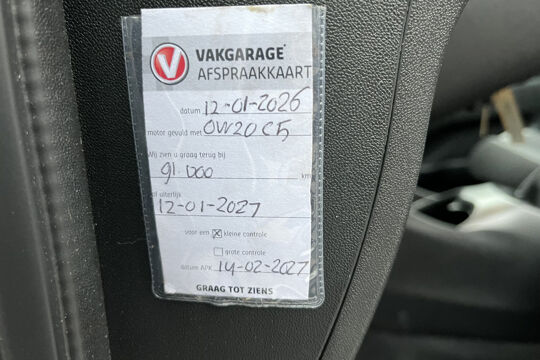 VAKGARAGE
AFSPRAAKKAART
datum 12-01-2026
motor gevuld met 0W20 C5
Wij zien u graag terug bij
91.000 km
of uiterlijk
12-01-2027
voor een ☒ kleine controle
☐ grote controle
datum APK 14-02-2027
GRAAG TOT ZIENS